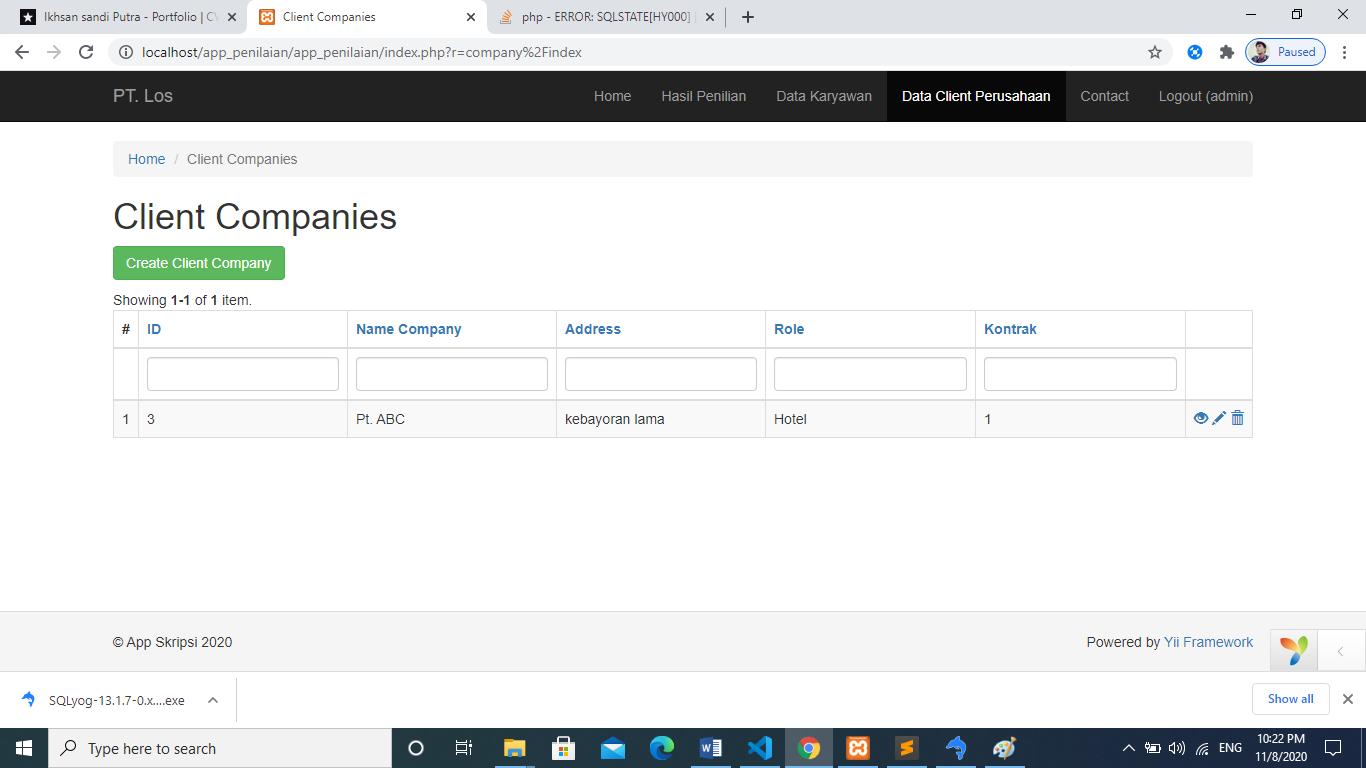 Ikhsan sandi Putra - Portfolio | CV
Client Companies
php - ERROR: SQLSTATE[HY000]
localhost/app_penilaian/app_penilaian/index.php?r=company%2Findex
Paused
PT. Los
Home
Hasil Penilian
Data Karyawan
Data Client Perusahaan
Contact
Logout (admin)
Home / Client Companies
Client Companies
Create Client Company
Showing 1-1 of 1 item.
# ID Name Company Address Role Kontrak
1 3 Pt. ABC kebayoran lama Hotel 1
© App Skripsi 2020
Powered by Yii Framework
SQLyog-13.1.7-0.x....exe
Show all
Type here to search
ENG
10:22 PM
11/8/2020